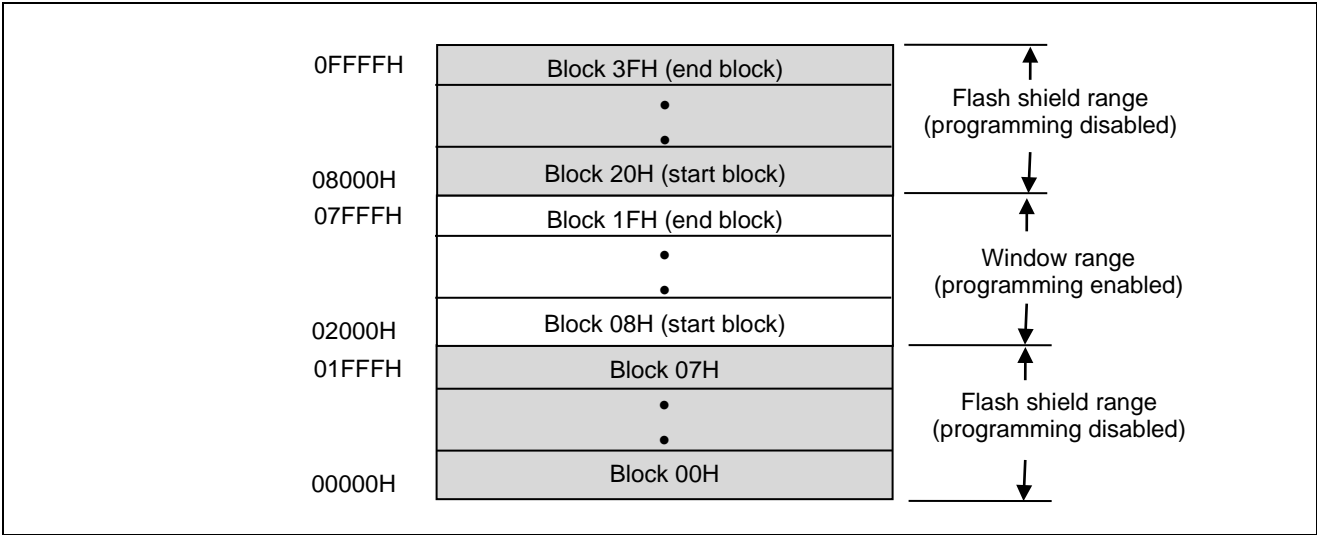 0FFFFH
Block 3FH (end block)
•
•
Flash shield range
(programming disabled)
08000H
Block 20H (start block)
07FFFH
Block 1FH (end block)
•
•
Window range
(programming enabled)
02000H
Block 08H (start block)
01FFFH
Block 07H
•
•
Flash shield range
(programming disabled)
00000H
Block 00H